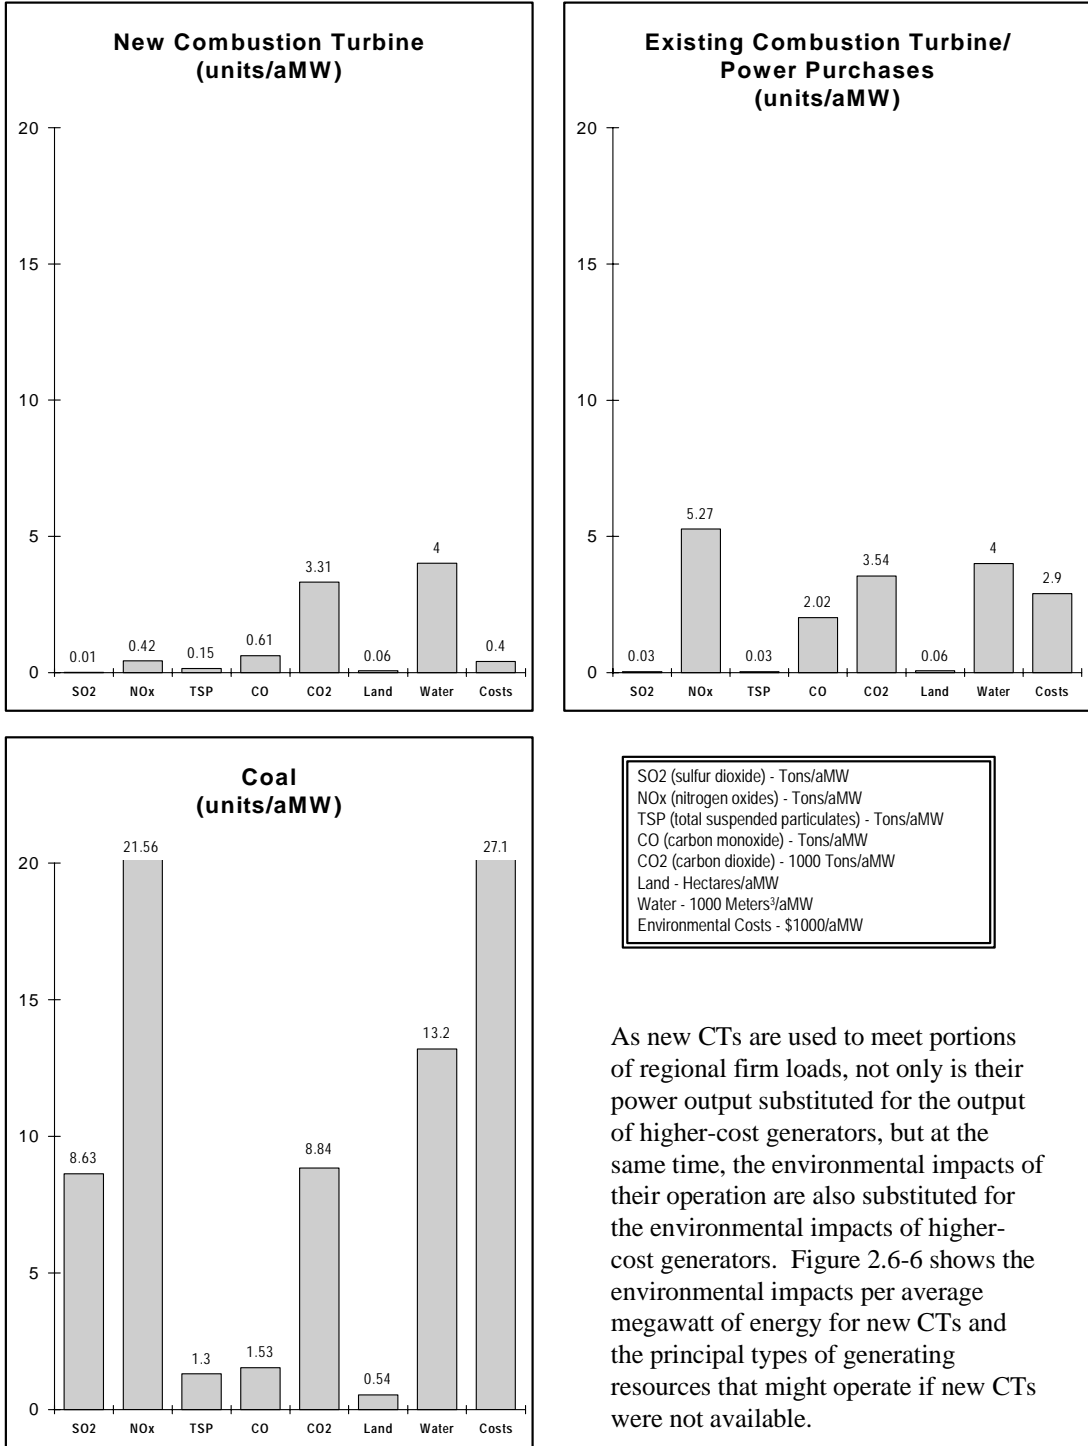 New Combustion Turbine
(units/aMW)
20
15
10
5
0
0.01
0.42
0.15
0.61
3.31
0.06
4
0.4
SO2 NOx TSP CO CO2 Land Water Costs
Existing Combustion Turbine/
Power Purchases
(units/aMW)
20
15
10
5
0
0.03
5.27
0.03
2.02
3.54
0.06
4
2.9
SO2 NOx TSP CO CO2 Land Water Costs
Coal
(units/aMW)
20
15
10
5
0
8.63
21.56
1.3
1.53
8.84
0.54
13.2
27.1
SO2 NOx TSP CO CO2 Land Water Costs
SO2 (sulfur dioxide) - Tons/aMW
NOx (nitrogen oxides) - Tons/aMW
TSP (total suspended particulates) - Tons/aMW
CO (carbon monoxide) - Tons/aMW
CO2 (carbon dioxide) - 1000 Tons/aMW
Land - Hectares/aMW
Water - 1000 Meters³/aMW
Environmental Costs - $1000/aMW
As new CTs are used to meet portions
of regional firm loads, not only is their
power output substituted for the output
of higher-cost generators, but at the
same time, the environmental impacts of
their operation are also substituted for
the environmental impacts of higher-
cost generators.  Figure 2.6-6 shows the
environmental impacts per average
megawatt of energy for new CTs and
the principal types of generating
resources that might operate if new CTs
were not available.